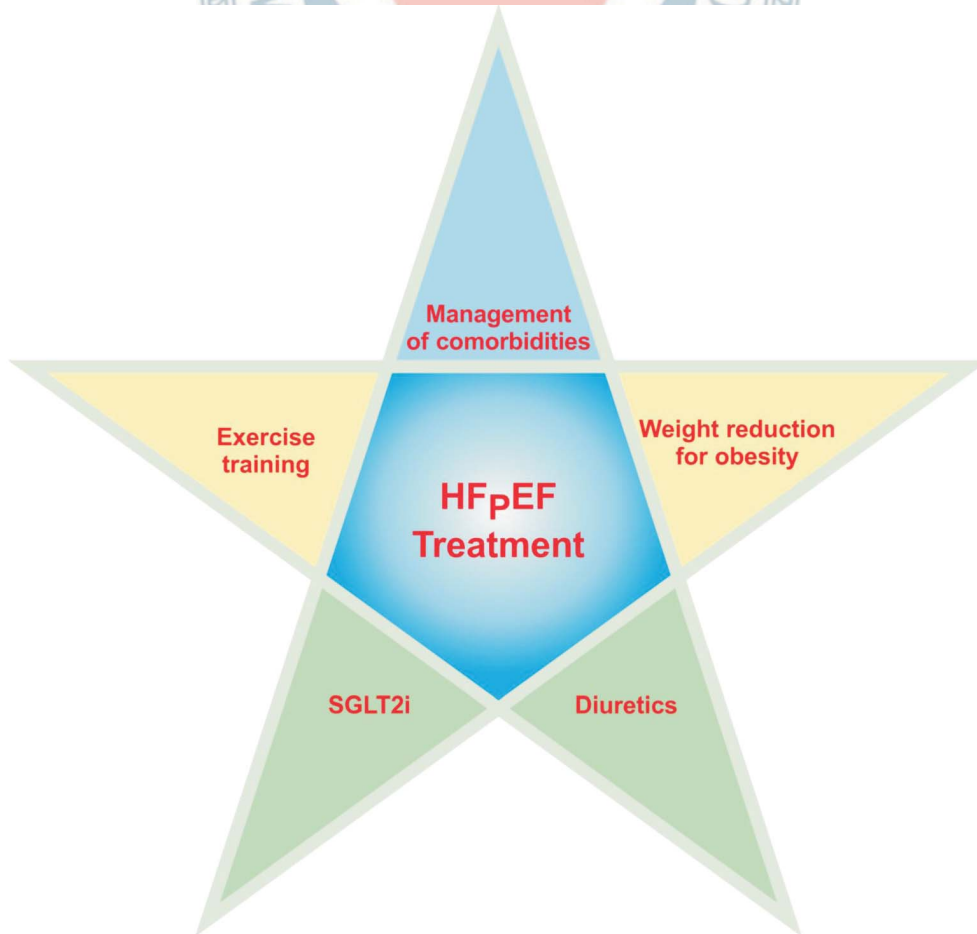 Management
of comorbidities
Exercise
training
Weight reduction
for obesity
HFpEF
Treatment
SGLT2i
Diuretics